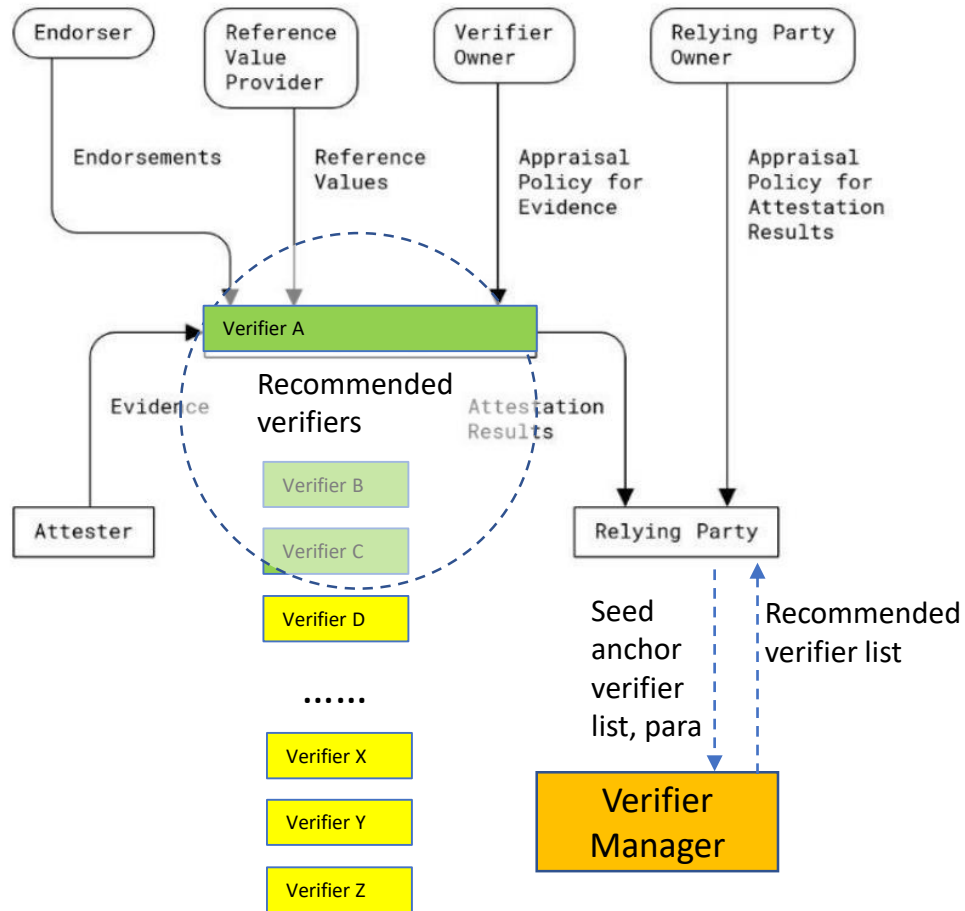 Endorser
Reference
Value
Provider
Verifier
Owner
Relying Party
Owner
Endorsements
Reference
Values
Appraisal
Policy for
Evidence
Appraisal
Policy for
Attestation
Results
Verifier A
Recommended
verifiers
Evidence
Attestation
Results
Verifier B
Verifier C
Attester
Relying Party
Verifier D
Seed
anchor
verifier
list, para
Recommended
verifier list
……
Verifier X
Verifier Y
Verifier Z
Verifier
Manager